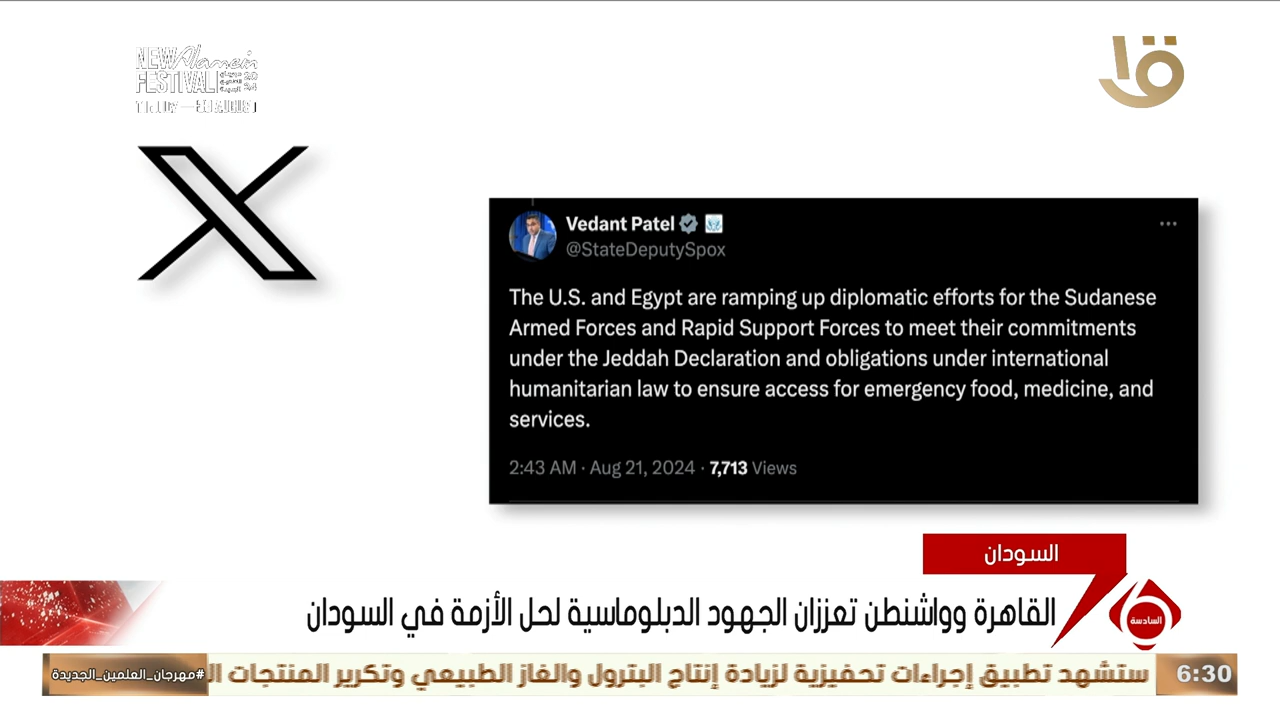 NEW Alamein
FESTIVAL
2024
Vedant Patel
@StateDeputySpox
The U.S. and Egypt are ramping up diplomatic efforts for the Sudanese
Armed Forces and Rapid Support Forces to meet their commitments
under the Jeddah Declaration and obligations under international
humanitarian law to ensure access for emergency food, medicine, and
services.
2:43 AM · Aug 21, 2024 · 7,713 Views
السودان
القاهرة وواشنطن تعززان الجهود الدبلوماسية لحل الأزمة في السودان
السادسة
6:30
ستشهد تطبيق إجراءات تحفيزية لزيادة إنتاج البترول والغاز الطبيعي وتكرير المنتجات ال
#مهرجان_العلمين_الجديدة